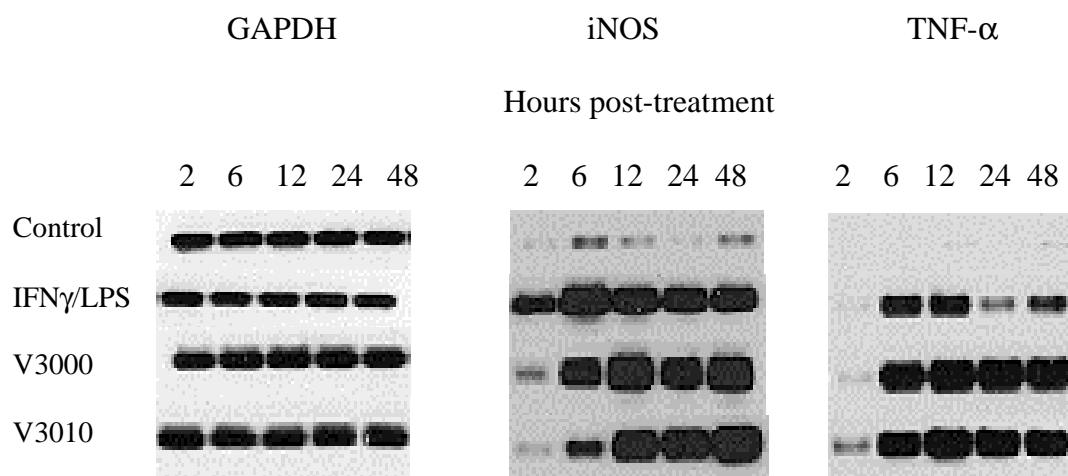 GAPDH iNOS TNF-α
Hours post-treatment
2 6 12 24 48 2 6 12 24 48 2 6 12 24 48
Control
IFNγ/LPS
V3000
V3010